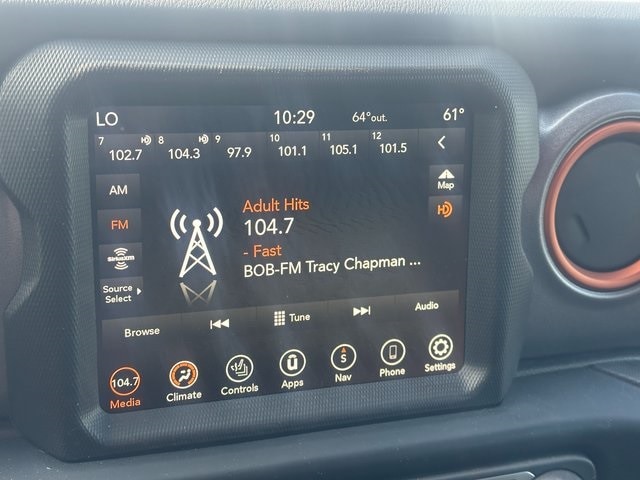 LO 10:29 64°out. 61°
7 8 9 10 11 12
102.7 104.3 97.9 101.1 105.1 101.5
AM
Map
FM
Adult Hits
104.7
- Fast
BOB-FM Tracy Chapman ...
SiriusXM
Source
Select
Browse Tune Audio
104.7 S
Media Climate Controls Apps Nav Phone Settings